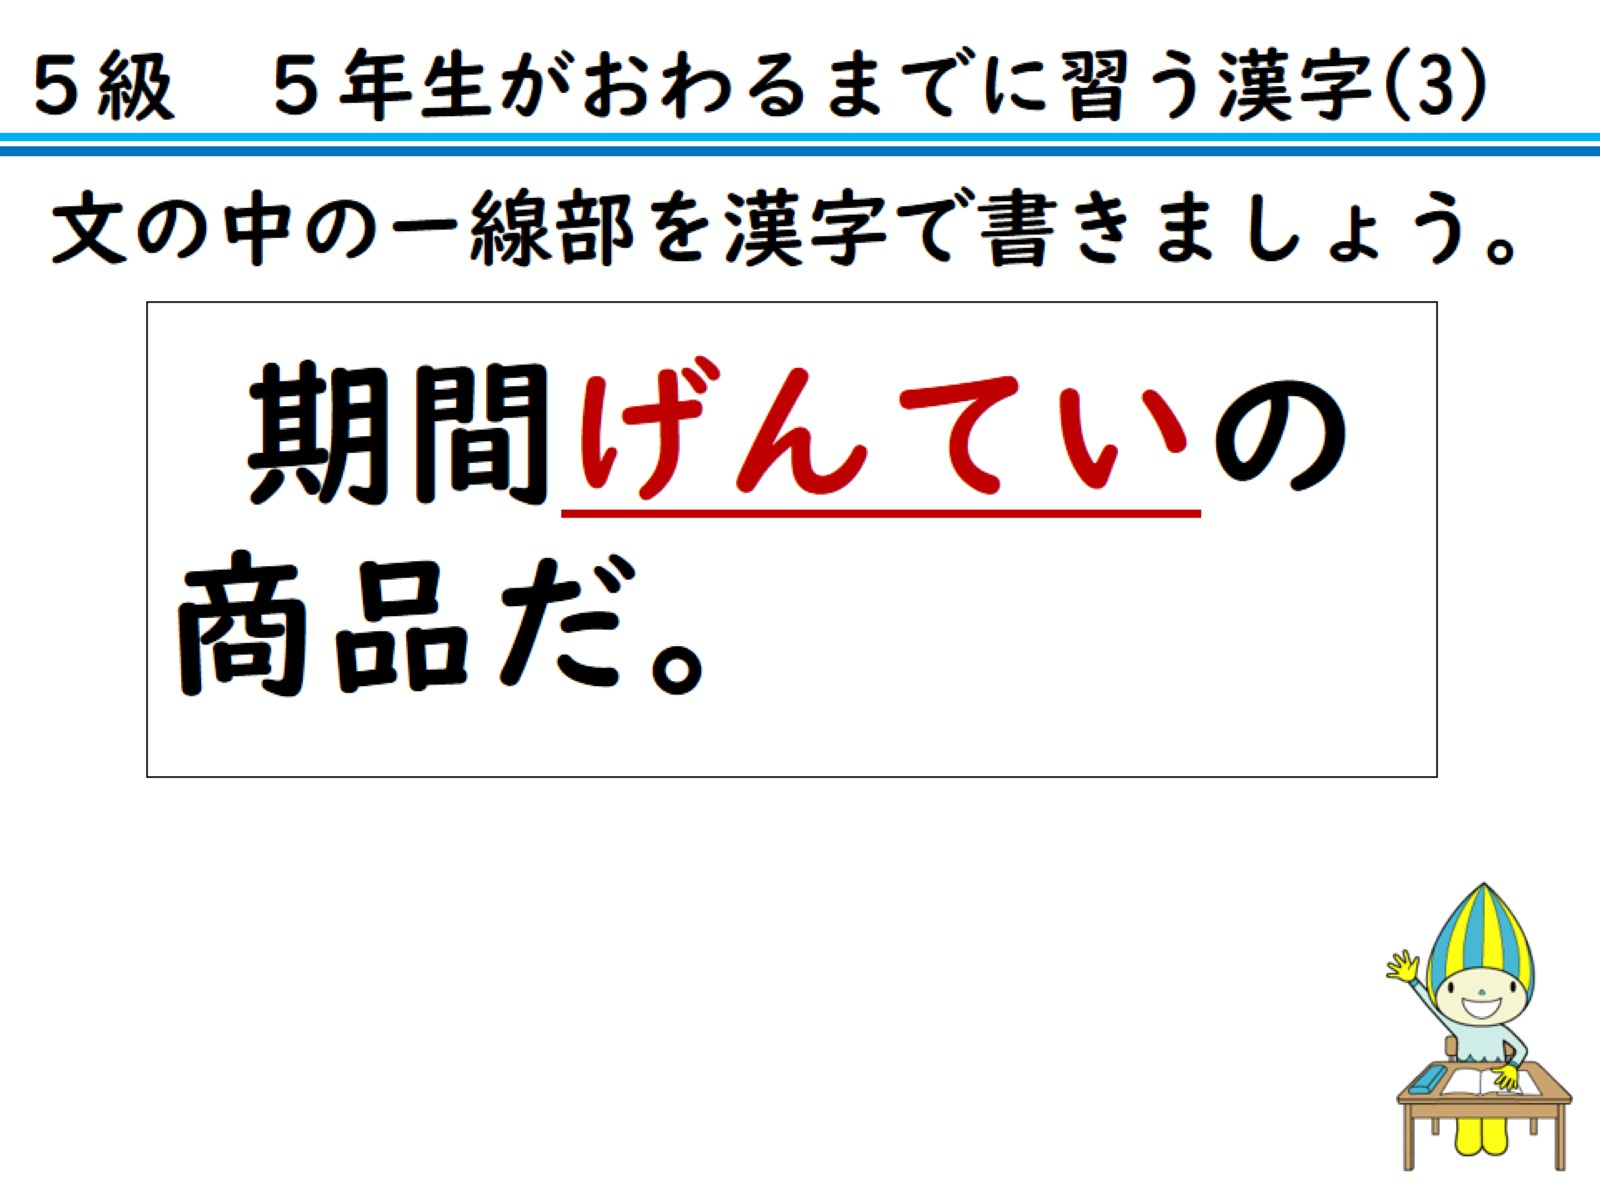 ５級　５年生がおわるまでに習う漢字(3)
文の中の一線部を漢字で書きましょう。
期間げんていの
商品だ。